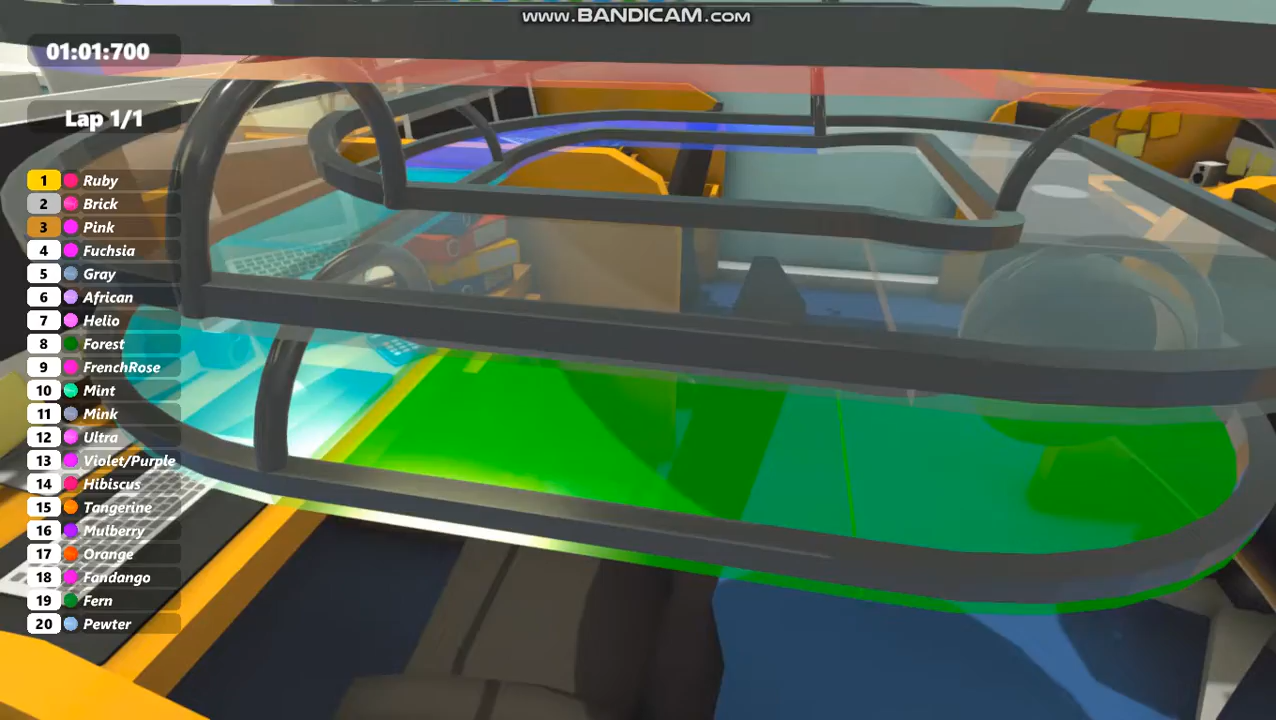 www.BANDICAM.com
01:01:700
Lap 1/1
1 Ruby
2 Brick
3 Pink
4 Fuchsia
5 Gray
6 African
7 Helio
8 Forest
9 FrenchRose
10 Mint
11 Mink
12 Ultra
13 Violet/Purple
14 Hibiscus
15 Tangerine
16 Mulberry
17 Orange
18 Fandango
19 Fern
20 Pewter